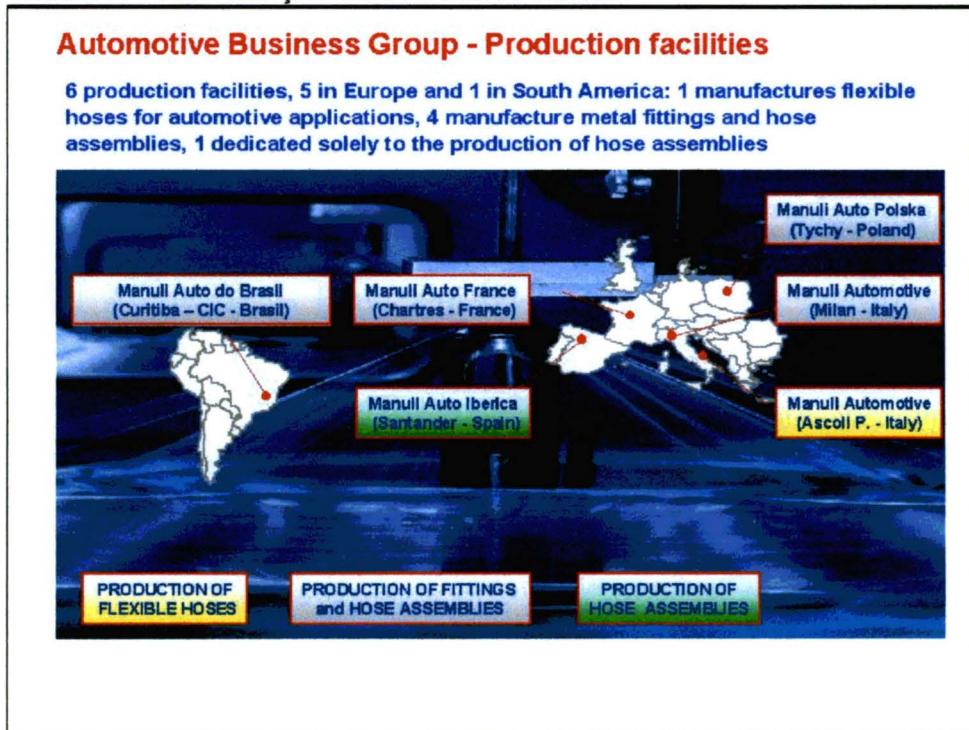 Automotive Business Group - Production facilities
6 production facilities, 5 in Europe and 1 in South America: 1 manufactures flexible
hoses for automotive applications, 4 manufacture metal fittings and hose
assemblies, 1 dedicated solely to the production of hose assemblies
Manuli Auto Polska
(Tychy - Poland)
Manuli Auto do Brasil
(Curitiba – CIC - Brasil)
Manuli Auto France
(Chartres - France)
Manuli Automotive
(Milan - Italy)
Manuli Auto Iberica
(Santander - Spain)
Manuli Automotive
(Ascoli P. - Italy)
PRODUCTION OF
FLEXIBLE HOSES
PRODUCTION OF FITTINGS
and HOSE ASSEMBLIES
PRODUCTION OF
HOSE ASSEMBLIES